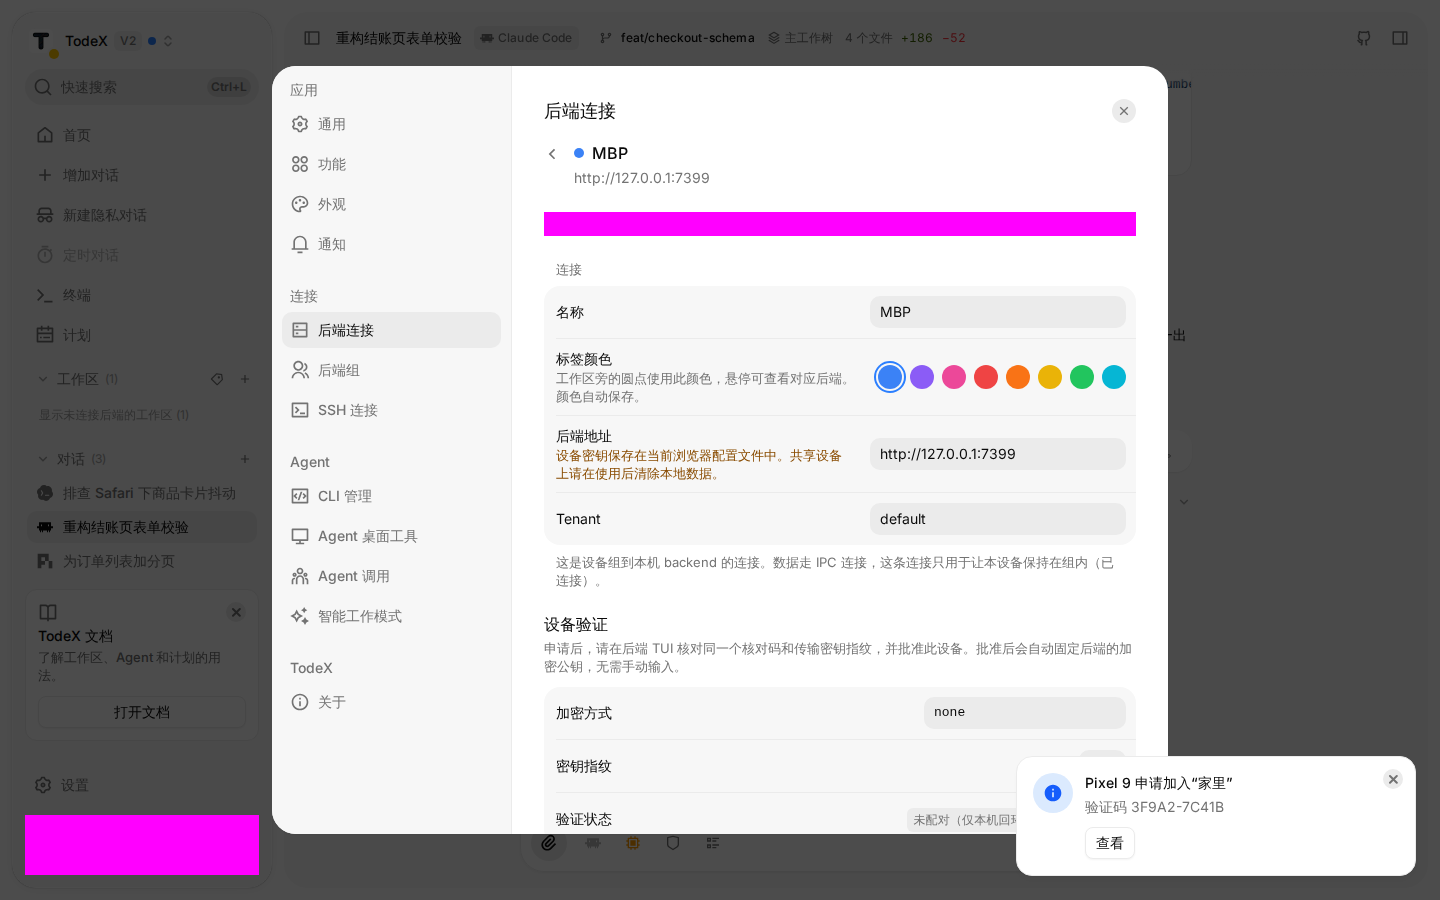 TodeX V2
快速搜索 Ctrl+L
首页
增加对话
新建隐私对话
定时对话
终端
计划
工作区 (1)
显示未连接后端的工作区 (1)
对话 (3)
排查 Safari 下商品卡片抖动
重构结账页表单校验
为订单列表加分页
TodeX 文档
了解工作区、Agent 和计划的用
法。
打开文档
设置
重构结账页表单校验 Claude Code feat/checkout-schema 主工作树 4 个文件 +186 −52
应用
通用
功能
外观
通知
连接
后端连接
后端组
SSH 连接
Agent
CLI 管理
Agent 桌面工具
Agent 调用
智能工作模式
TodeX
关于
后端连接
MBP
http://127.0.0.1:7399
连接
名称 MBP
标签颜色
工作区旁的圆点使用此颜色，悬停可查看对应后端。
颜色自动保存。
后端地址 http://127.0.0.1:7399
设备密钥保存在当前浏览器配置文件中。共享设备
上请在使用后清除本地数据。
Tenant default
这是设备组到本机 backend 的连接。数据走 IPC 连接，这条连接只用于让本设备保持在组内（已
连接）。
设备验证
申请后，请在后端 TUI 核对同一个核对码和传输密钥指纹，并批准此设备。批准后会自动固定后端的加
密公钥，无需手动输入。
加密方式 none
密钥指纹
验证状态 未配对（仅本机回环
出
Pixel 9 申请加入“家里”
验证码 3F9A2-7C41B
查看